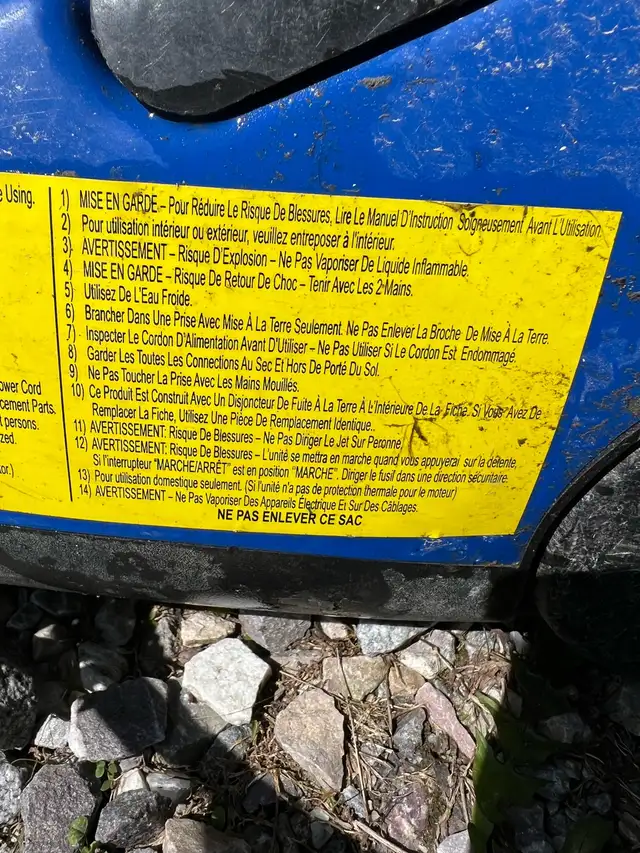 e Using.
ower Cord
cement Parts.
persons.
zed.
or.)
1) MISE EN GARDE – Pour Réduire Le Risque De Blessures, Lire Le Manuel D'Instruction Soigneusement Avant L'Utilisation.
2) Pour utilisation intérieur ou extérieur, veuillez entreposer à l'intérieur.
3) AVERTISSEMENT – Risque D'Explosion – Ne Pas Vaporiser De Liquide Inflammable.
4) MISE EN GARDE – Risque De Retour De Choc – Tenir Avec Les 2 Mains.
5) Utilisez De L'Eau Froide.
6) Brancher Dans Une Prise Avec Mise À La Terre Seulement. Ne Pas Enlever La Broche De Mise À La Terre.
7) Inspecter Le Cordon D'Alimentation Avant D'Utiliser – Ne Pas Utiliser Si Le Cordon Est Endommagé.
8) Garder Les Toutes Les Connections Au Sec Et Hors De Porté Du Sol.
9) Ne Pas Toucher La Prise Avec Les Mains Mouillés.
10) Ce Produit Est Construit Avec Un Disjoncteur De Fuite À La Terre À L'Intérieure De La Fiche. Si Vous Avez De
Remplacer La Fiche, Utilisez Une Pièce De Remplacement Identique..
11) AVERTISSEMENT: Risque De Blessures – Ne Pas Diriger Le Jet Sur Peronne
12) AVERTISSEMENT: Risque De Blessures – L'unité se mettra en marche quand vous appuyerai sur la détente,
Si l'interrupteur "MARCHE/ARRÊT" est en position "MARCHE". Diriger le fusil dans une direction sécuritaire.
13) Pour utilisation domestique seulement. (Si l'unité n'a pas de protection thermale pour le moteur)
14) AVERTISSEMENT – Ne Pas Vaporiser Des Appareils Électrique Et Sur Des Câblages.
NE PAS ENLEVER CE SAC